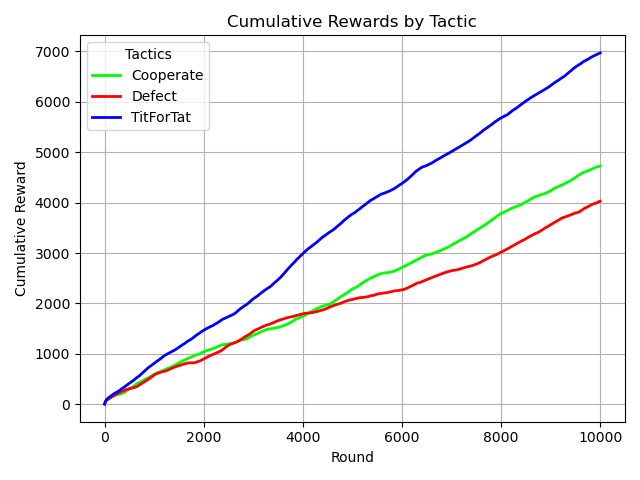 Cumulative Rewards by Tactic
Tactics
Cooperate
Defect
TitForTat
Cumulative Reward
7000
6000
5000
4000
3000
2000
1000
0
0 2000 4000 6000 8000 10000
Round